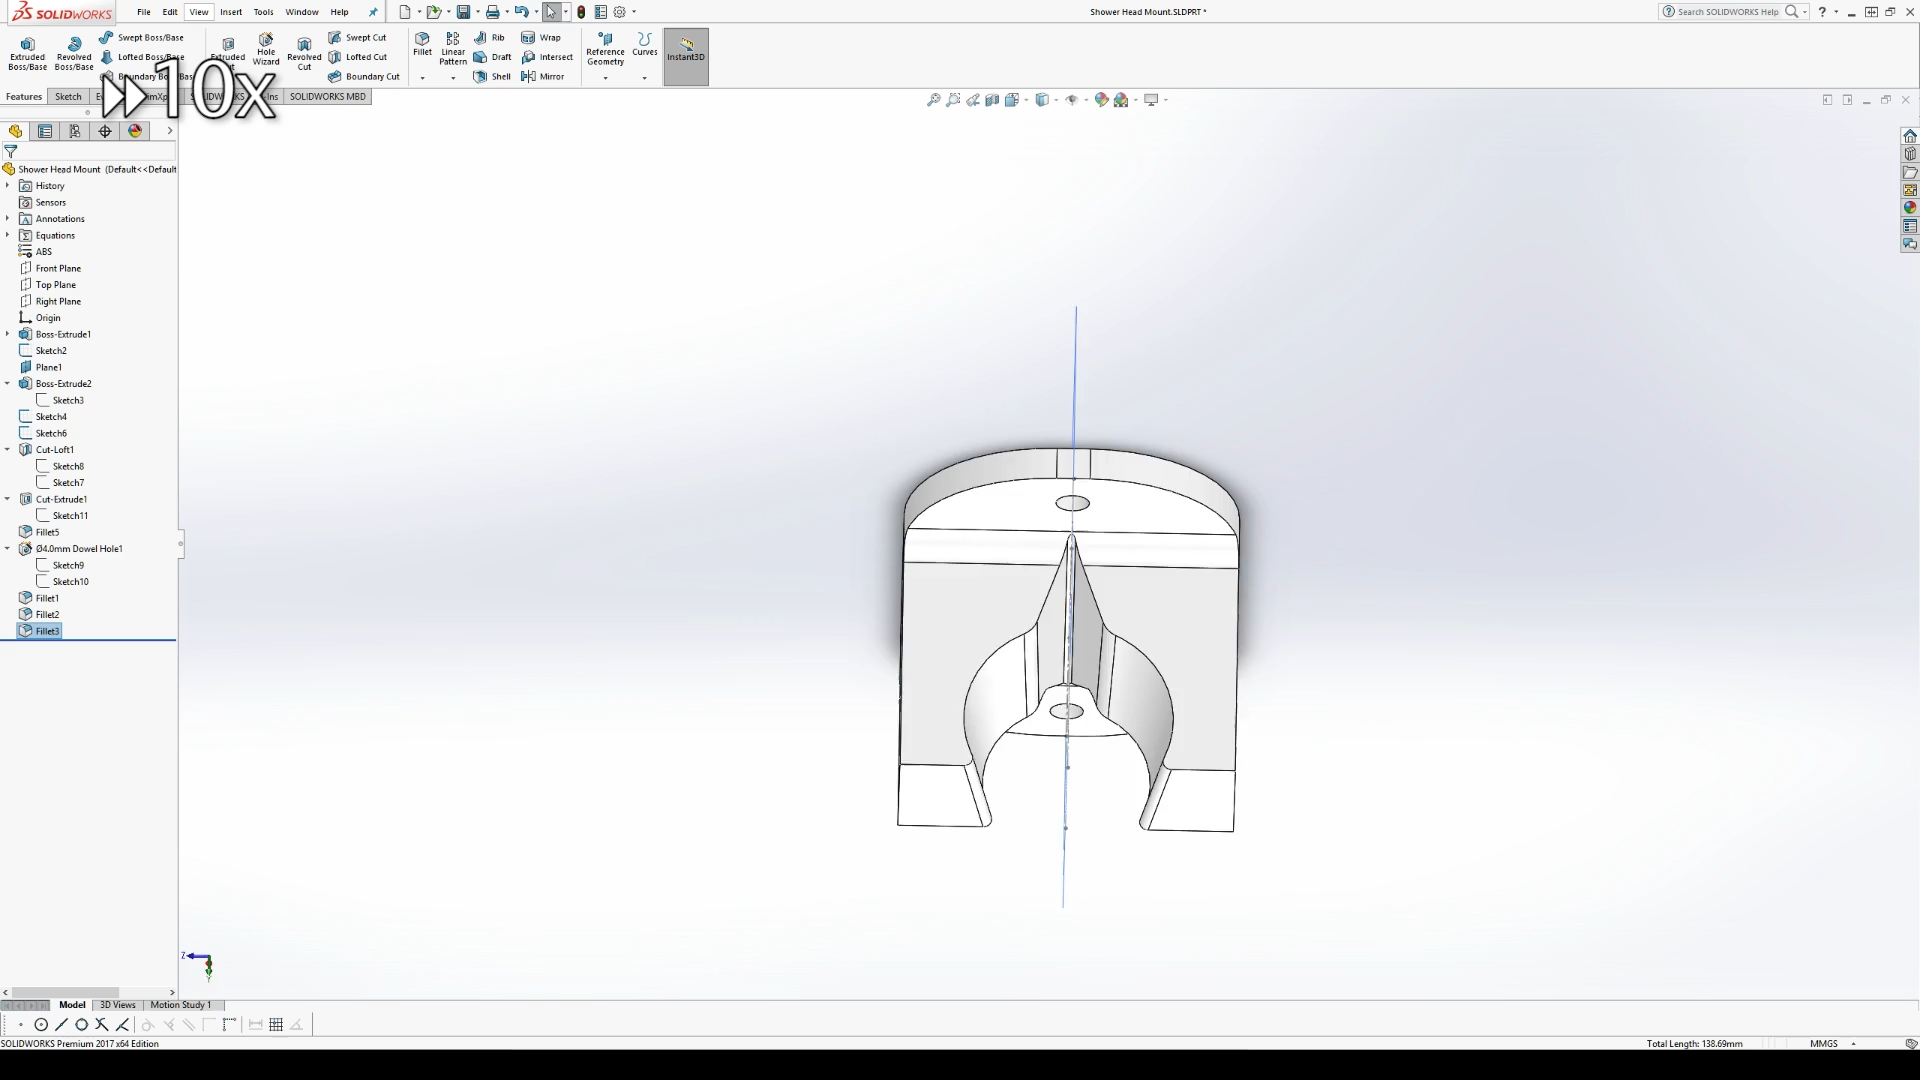 SOLIDWORKS
File Edit View Insert Tools Window Help
Shower Head Mount.SLDPRT *
Search SOLIDWORKS Help
Extruded Boss/Base
Revolved Boss/Base
Swept Boss/Base
Lofted Boss/Base
Boundary Boss/Base
Extruded Cut
Hole Wizard
Revolved Cut
Swept Cut
Lofted Cut
Boundary Cut
Fillet
Linear Pattern
Rib
Draft
Shell
Wrap
Intersect
Mirror
Reference Geometry
Curves
Instant3D
10x
Features Sketch SOLIDWORKS MBD
Shower Head Mount (Default<<Default
History
Sensors
Annotations
Equations
ABS
Front Plane
Top Plane
Right Plane
Origin
Boss-Extrude1
Sketch2
Plane1
Boss-Extrude2
Sketch3
Sketch4
Sketch6
Cut-Loft1
Sketch8
Sketch7
Cut-Extrude1
Sketch11
Fillet5
Ø4.0mm Dowel Hole1
Sketch9
Sketch10
Fillet1
Fillet2
Fillet3
Z
Model 3D Views Motion Study 1
SOLIDWORKS Premium 2017 x64 Edition
Total Length: 138.69mm
MMGS